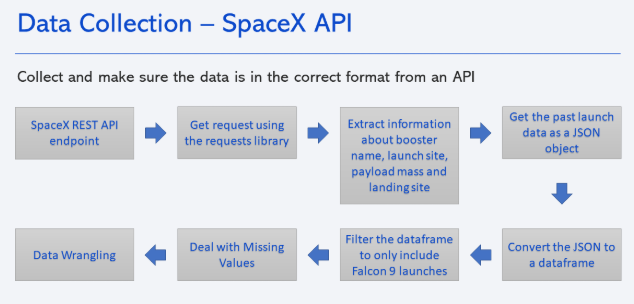 Data Collection – SpaceX API
Collect and make sure the data is in the correct format from an API
SpaceX REST API
endpoint
Get request using
the requests library
Extract information
about booster
name, launch site,
payload mass and
landing site
Get the past launch
data as a JSON
object
Convert the JSON to
a dataframe
Filter the dataframe
to only include
Falcon 9 launches
Deal with Missing
Values
Data Wrangling